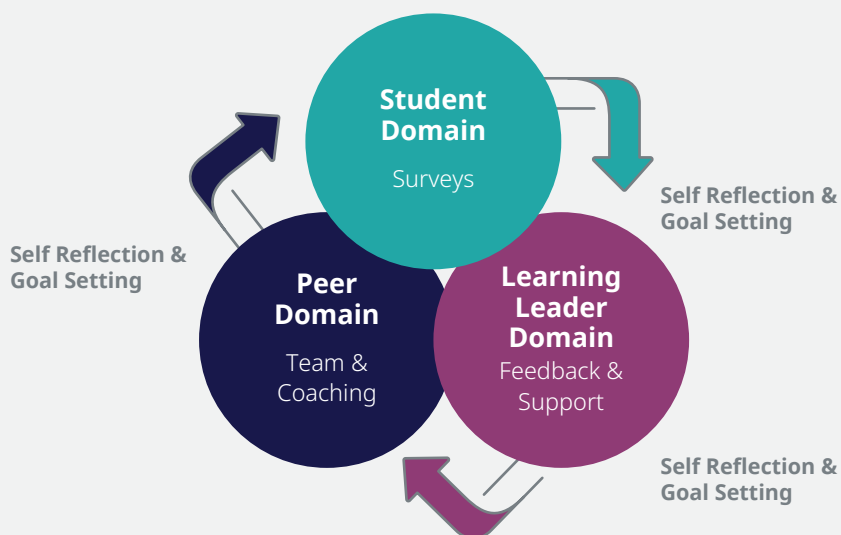 Student
Domain
Surveys
Self Reflection &
Goal Setting
Self Reflection &
Goal Setting
Peer
Domain
Team &
Coaching
Learning
Leader
Domain
Feedback &
Support
Self Reflection &
Goal Setting